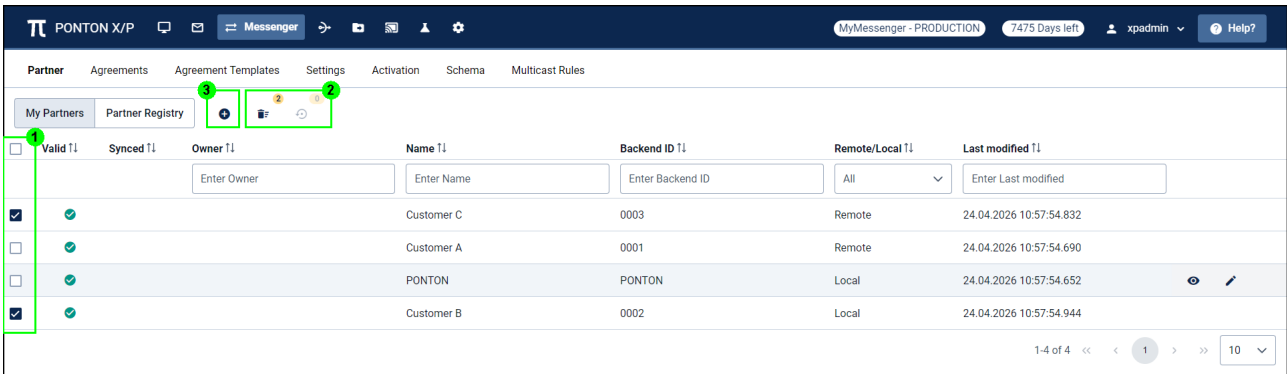 PONTON X/P Messenger MyMessenger - PRODUCTION 7475 Days left xpadmin ? Help?
Partner Agreements Agreement Templates Settings Activation Schema Multicast Rules
3 2
My Partners Partner Registry 2 0
1
Valid Synced Owner Name Backend ID Remote/Local Last modified
Enter Owner Enter Name Enter Backend ID All Enter Last modified
Customer C 0003 Remote 24.04.2026 10:57:54.832
Customer A 0001 Remote 24.04.2026 10:57:54.690
PONTON PONTON Local 24.04.2026 10:57:54.652
Customer B 0002 Local 24.04.2026 10:57:54.944
1-4 of 4 << < 1 > >> 10